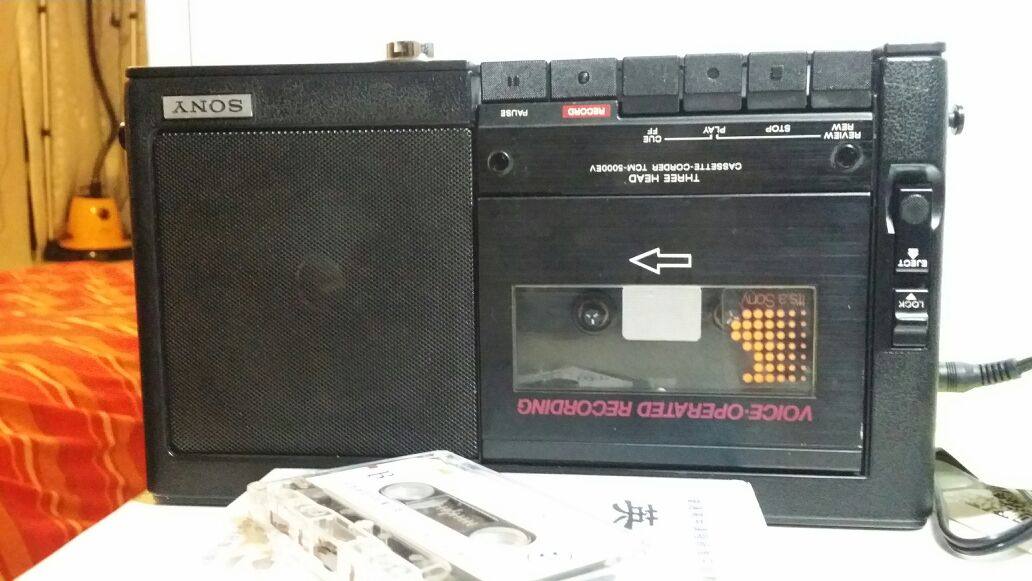 VOICE-OPERATED RECORDING
It's a Sony
LOCK
EJECT
THREE HEAD
CASSETTE-CORDER TCM-5000EV
REVIEW
REW
STOP
PLAY
CUE
FF
RECORD
PAUSE
SONY
B
英